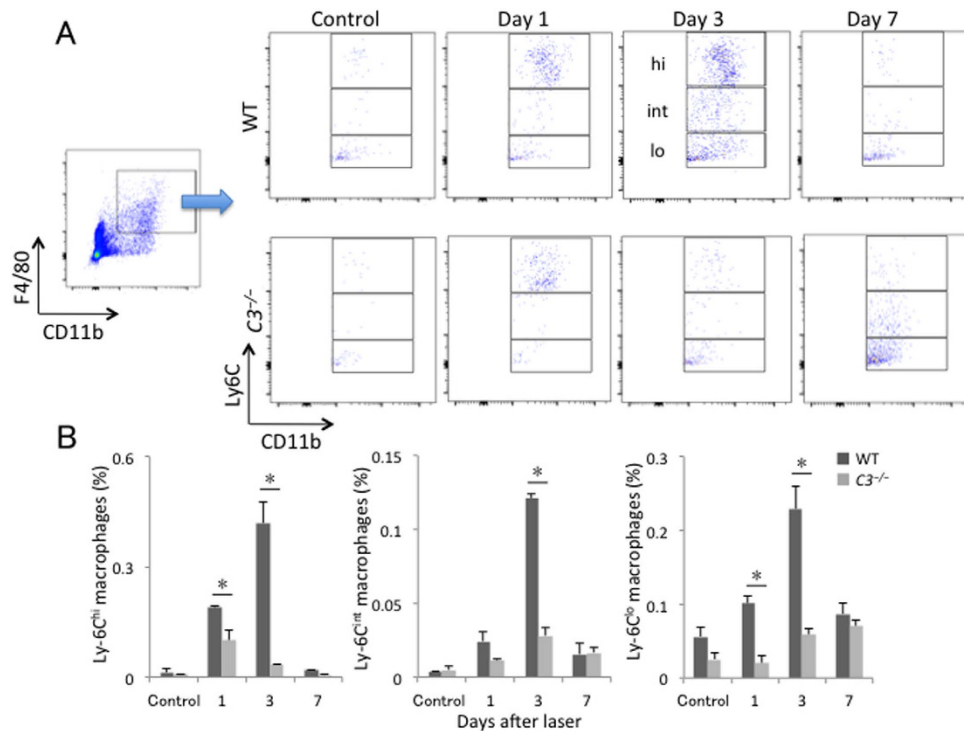 A
Control
Day 1
Day 3
Day 7
WT
hi
int
lo
F4/80
CD11b
C3⁻/⁻
Ly6C
CD11b
B
Ly-6Cʰⁱ macrophages (%)
0.6
0.3
0
*
*
Control 1 3 7
Ly-6Cⁱⁿᵗ macrophages (%)
0.15
0.1
0.05
0
*
Control 1 3 7
Days after laser
Ly-6Cˡᵒ macrophages (%)
0.3
0.2
0.1
0
*
*
Control 1 3 7
WT
C3⁻/⁻